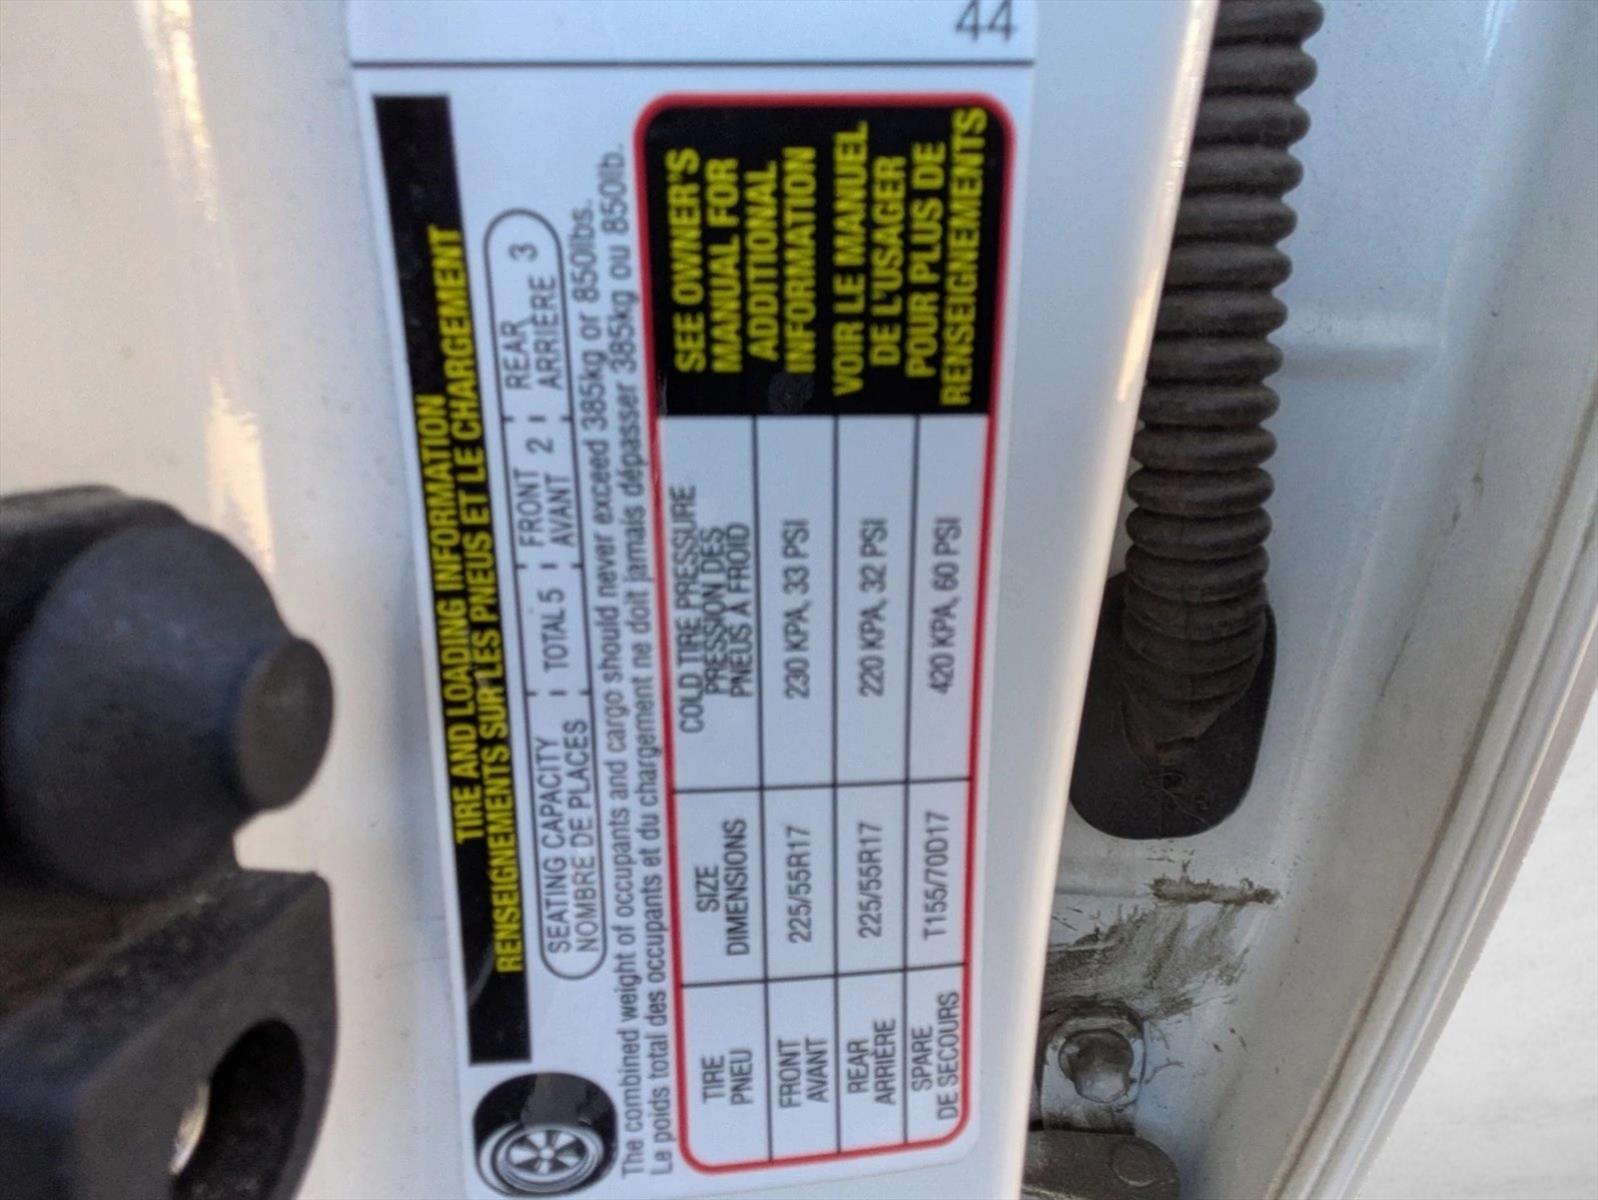 44
TIRE AND LOADING INFORMATION
RENSEIGNEMENTS SUR LES PNEUS ET LE CHARGEMENT
SEATING CAPACITY TOTAL 5 FRONT 2 REAR 3
NOMBRE DE PLACES AVANT ARRIÈRE
The combined weight of occupants and cargo should never exceed 385kg or 850lbs.
Le poids total des occupants et du chargement ne doit jamais dépasser 385kg ou 850lb.
TIRE SIZE COLD TIRE PRESSURE
PNEU DIMENSIONS PRESSION DES
PNEUS A FROID
FRONT 225/55R17 230 KPA, 33 PSI
AVANT
REAR 225/55R17 220 KPA, 32 PSI
ARRIÈRE
SPARE T155/70D17 420 KPA, 60 PSI
DE SECOURS
SEE OWNER'S
MANUAL FOR
ADDITIONAL
INFORMATION
VOIR LE MANUEL
DE L'USAGER
POUR PLUS DE
RENSEIGNEMENTS